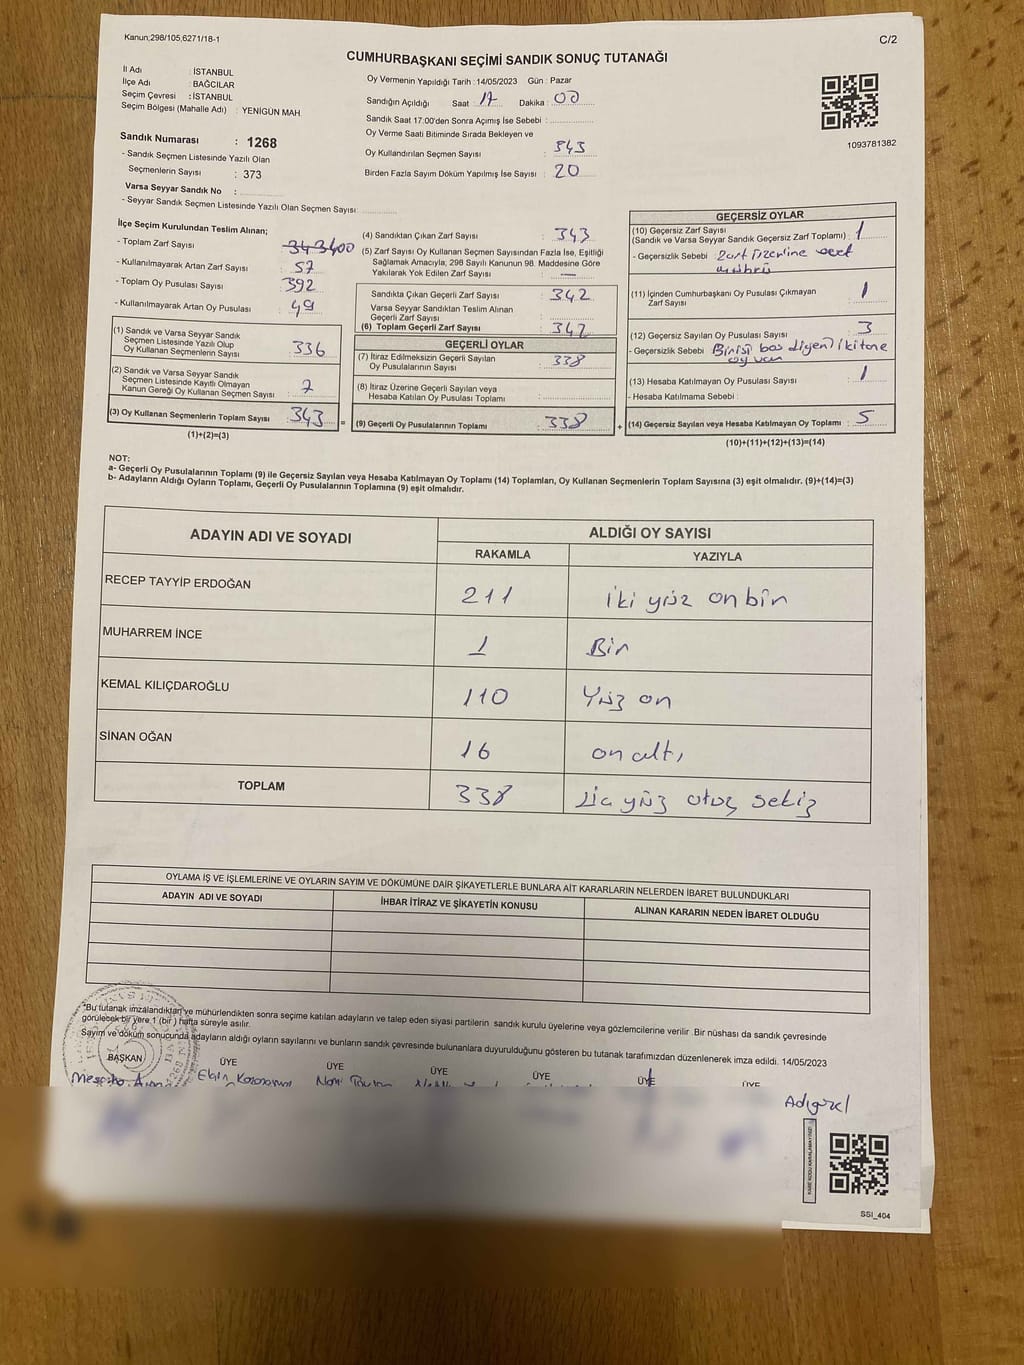 Kanun,298/105,6271/18-1
C/2
CUMHURBAŞKANI SEÇİMİ SANDIK SONUÇ TUTANAĞI
İl Adı : İSTANBUL
İlçe Adı : BAĞCILAR
Seçim Çevresi : İSTANBUL
Seçim Bölgesi (Mahalle Adı) : YENİGÜN MAH.
Sandık Numarası : 1268
- Sandık Seçmen Listesinde Yazılı Olan
Seçmenlerin Sayısı : 373
Varsa Seyyar Sandık No :
- Seyyar Sandık Seçmen Listesinde Yazılı Olan Seçmen Sayısı:
Oy Vermenin Yapıldığı Tarih : 14/05/2023 Gün : Pazar
Sandığın Açıldığı Saat : 17 Dakika : 00
Sandık Saat 17:00'den Sonra Açımış İse Sebebi :
Oy Verme Saati Bitiminde Sırada Bekleyen ve
Oy Kullandırılan Seçmen Sayısı : 343
Birden Fazla Sayım Döküm Yapılmış İse Sayısı : 20
1093781382
İlçe Seçim Kurulundan Teslim Alınan;
- Toplam Zarf Sayısı : 343 400
- Kullanılmayarak Artan Zarf Sayısı : 57
- Toplam Oy Pusulası Sayısı : 392
- Kullanılmayarak Artan Oy Pusulası : 49
(1) Sandık ve Varsa Seyyar Sandık
Seçmen Listesinde Yazılı Olup
Oy Kullanan Seçmenlerin Sayısı : 336
(2) Sandık ve Varsa Seyyar Sandık
Seçmen Listesinde Kayıtlı Olmayan
Kanun Gereği Oy Kullanan Seçmen Sayısı : 7
(3) Oy Kullanan Seçmenlerin Toplam Sayısı : 343
(1)+(2)=(3)
(4) Sandıktan Çıkan Zarf Sayısı : 343
(5) Zarf Sayısı Oy Kullanan Seçmen Sayısından Fazla İse, Eşitliği
Sağlamak Amacıyla; 298 Sayılı Kanunun 98. Maddesine Göre
Yakılarak Yok Edilen Zarf Sayısı : —
Sandıkta Çıkan Geçerli Zarf Sayısı : 342
Varsa Seyyar Sandıktan Teslim Alınan
Geçerli Zarf Sayısı :
(6) Toplam Geçerli Zarf Sayısı : 342
GEÇERLİ OYLAR
(7) İtiraz Edilmeksizin Geçerli Sayılan
Oy Pusulalarının Sayısı : 338
(8) İtiraz Üzerine Geçerli Sayılan veya
Hesaba Katılan Oy Pusulası Toplamı :
= (9) Geçerli Oy Pusulalarının Toplamı : 338
GEÇERSİZ OYLAR
(10) Geçersiz Zarf Sayısı
(Sandık ve Varsa Seyyar Sandık Geçersiz Zarf Toplamı) : 1
- Geçersizlik Sebebi : Zarf üzerine evet
mührü
(11) İçinden Cumhurbaşkanı Oy Pusulası Çıkmayan
Zarf Sayısı : 1
(12) Geçersiz Sayılan Oy Pusulası Sayısı : 3
- Geçersizlik Sebebi : Birisi boş diğeri iki tane
oy var
(13) Hesaba Katılmayan Oy Pusulası Sayısı : 1
- Hesaba Katılmama Sebebi :
+ (14) Geçersiz Sayılan veya Hesaba Katılmayan Oy Toplamı : 5
(10)+(11)+(12)+(13)=(14)
NOT:
a- Geçerli Oy Pusulalarının Toplamı (9) ile Geçersiz Sayılan veya Hesaba Katılmayan Oy Toplamı (14) Toplamları, Oy Kullanan Seçmenlerin Toplam Sayısına (3) eşit olmalıdır. (9)+(14)=(3)
b- Adayların Aldığı Oyların Toplamı, Geçerli Oy Pusulalarının Toplamına (9) eşit olmalıdır.
ADAYIN ADI VE SOYADI ALDIĞI OY SAYISI
RAKAMLA YAZIYLA
RECEP TAYYİP ERDOĞAN 211 iki yüz on bir
MUHARREM İNCE 1 Bir
KEMAL KILIÇDAROĞLU 110 Yüz on
SİNAN OĞAN 16 on altı
TOPLAM 338 üç yüz otuz sekiz
OYLAMA İŞ VE İŞLEMLERİNE VE OYLARIN SAYIM VE DÖKÜMÜNE DAİR ŞİKAYETLERLE BUNLARA AİT KARARLARIN NELERDEN İBARET BULUNDUKLARI
ADAYIN ADI VE SOYADI İHBAR İTİRAZ VE ŞİKAYETİN KONUSU ALINAN KARARIN NEDEN İBARET OLDUĞU
*Bu tutanak imzalandıktan ve mühürlendikten sonra seçime katılan adayların ve talep eden siyasi partilerin sandık kurulu üyelerine veya gözlemcilerine verilir .Bir nüshası da sandık çevresinde
görülecek bir yere 1 (bir ) hafta süreyle asılır.
Sayım ve döküm sonucunda adayların aldığı oyların sayılarını ve bunların sandık çevresinde bulunanlara duyurulduğunu gösteren bu tutanak tarafımızdan düzenlenerek imza edildi. 14/05/2023
BAŞKAN ÜYE ÜYE ÜYE ÜYE ÜYE ÜYE
Adıgüzel
SSI_404